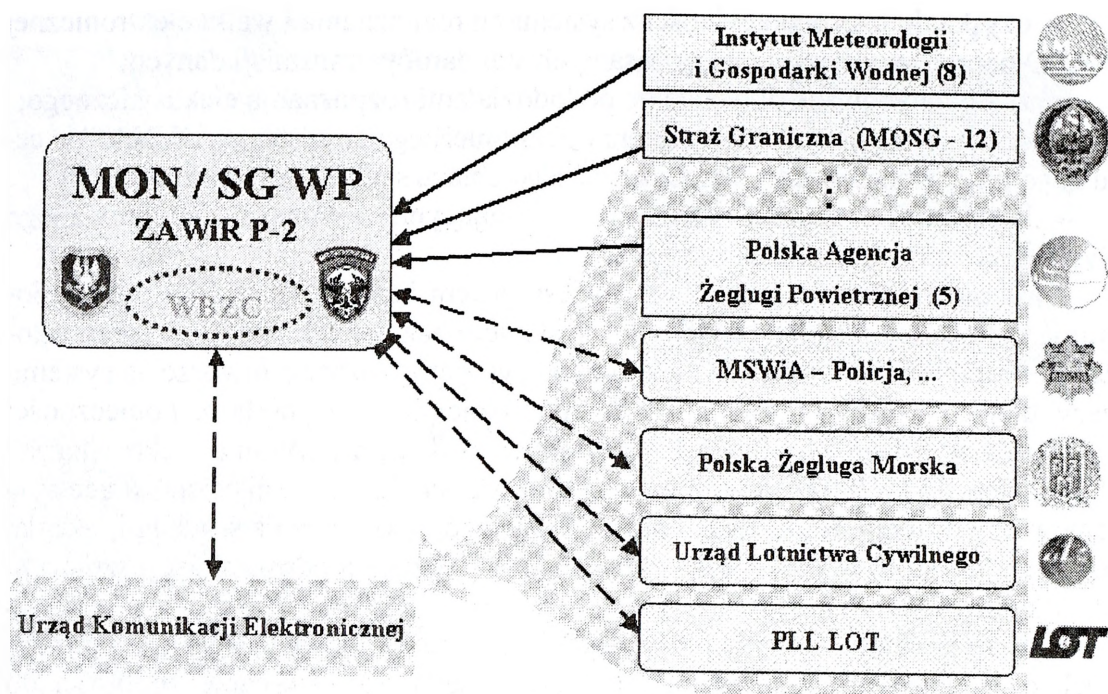 MON / SG WP
ZAWiR P-2
WBZC
Urząd Komunikacji Elektronicznej
Instytut Meteorologii
i Gospodarki Wodnej (8)
Straż Graniczna (MOSG - 12)
⋮
Polska Agencja
Żeglugi Powietrznej (5)
MSWiA – Policja, ...
Polska Żegluga Morska
Urząd Lotnictwa Cywilnego
PLL LOT
LOT